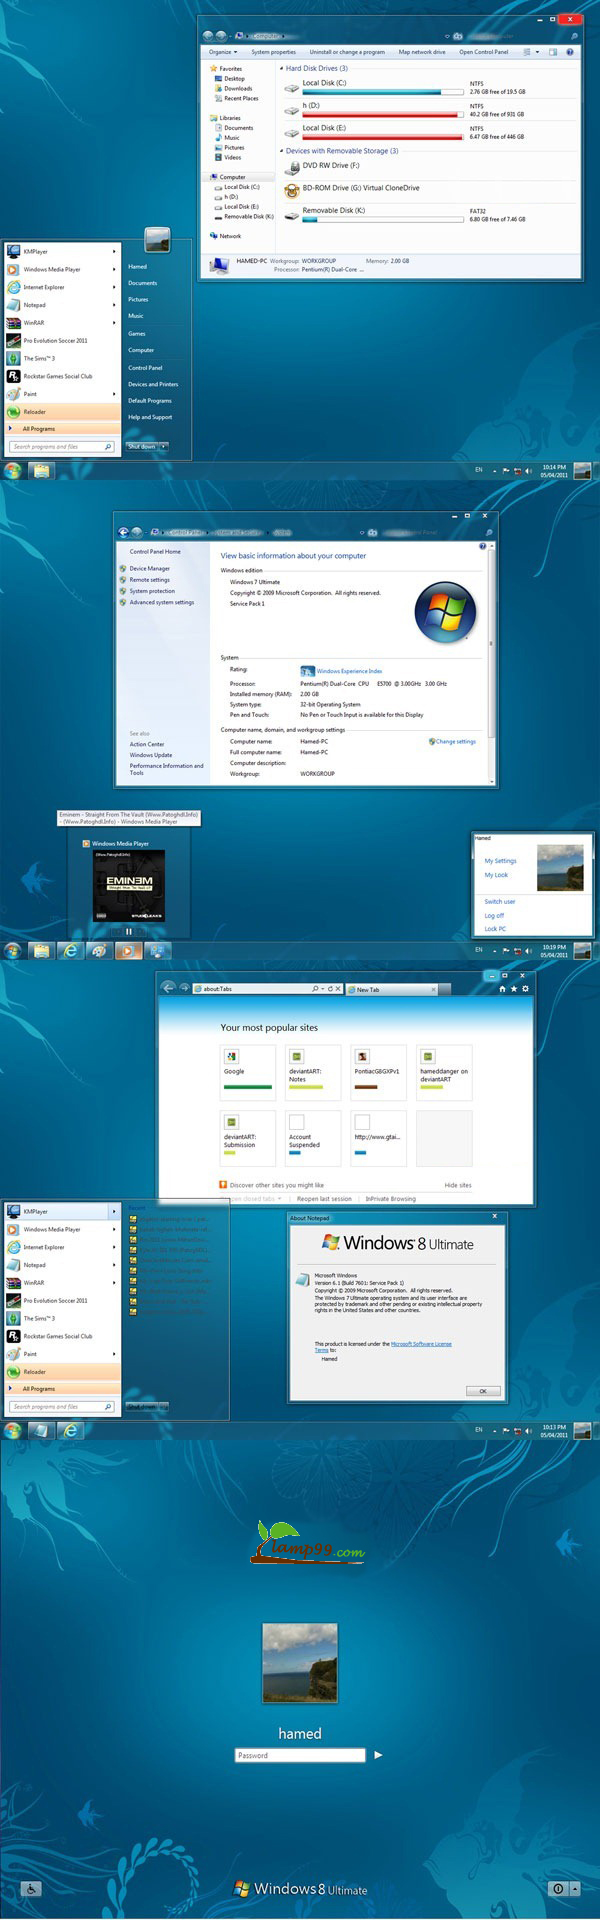 Computer
Organize
System properties
Uninstall or change a program
Map network drive
Open Control Panel
Favorites
Desktop
Downloads
Recent Places
Libraries
Documents
Music
Pictures
Videos
Computer
Local Disk (C:)
h (D:)
Local Disk (E:)
Removable Disk (K:)
Network
Hard Disk Drives (3)
Local Disk (C:)
NTFS
2.76 GB free of 19.5 GB
h (D:)
NTFS
40.2 GB free of 931 GB
Local Disk (E:)
NTFS
6.47 GB free of 446 GB
Devices with Removable Storage (3)
DVD RW Drive (F:)
BD-ROM Drive (G:) Virtual CloneDrive
Removable Disk (K:)
FAT32
6.80 GB free of 7.46 GB
HAMED-PC Workgroup: WORKGROUP Memory: 2.00 GB
Processor: Pentium(R) Dual-Core ...
KMPlayer
Windows Media Player
Internet Explorer
Notepad
WinRAR
Pro Evolution Soccer 2011
The Sims™ 3
Rockstar Games Social Club
Paint
Reloader
All Programs
Search programs and files
Hamed
Documents
Pictures
Music
Games
Computer
Control Panel
Devices and Printers
Default Programs
Help and Support
Shut down
EN
10:14 PM
05/04/2011
Control Panel System and Security System
Control Panel Home
Device Manager
Remote settings
System protection
Advanced system settings
See also
Action Center
Windows Update
Performance Information and
Tools
View basic information about your computer
Windows edition
Windows 7 Ultimate
Copyright © 2009 Microsoft Corporation. All rights reserved.
Service Pack 1
System
Rating: Windows Experience Index
Processor: Pentium(R) Dual-Core CPU E5700 @ 3.00GHz 3.00 GHz
Installed memory (RAM): 2.00 GB
System type: 32-bit Operating System
Pen and Touch: No Pen or Touch Input is available for this Display
Computer name, domain, and workgroup settings
Computer name: Hamed-PC
Change settings
Full computer name: Hamed-PC
Computer description:
Workgroup: WORKGROUP
Eminem - Straight From The Vault (Www.Patoghdl.Info)
- (Www.Patoghdl.Info) - Windows Media Player
Windows Media Player
(Www.Patoghdl.Info)
EMINEM
Hamed
My Settings
My Look
Switch user
Log off
Lock PC
EN
10:19 PM
05/04/2011
about:Tabs
New Tab
Your most popular sites
Google
deviantART:
Notes
PonticG8GXPv1
hameddanger on
deviantART
deviantART:
Submission
Account
Suspended
http://www.gtai...
Discover other sites you might like
Hide sites
Reopen closed tabs
Reopen last session
InPrivate Browsing
KMPlayer
Windows Media Player
Internet Explorer
Notepad
WinRAR
Pro Evolution Soccer 2011
The Sims™ 3
Rockstar Games Social Club
Paint
Reloader
All Programs
Search programs and files
Recent
Shut down
About Notepad
Windows 8 Ultimate
Microsoft Windows
Version 6.1 (Build 7601: Service Pack 1)
Copyright © 2009 Microsoft Corporation. All rights reserved.
The Windows 7 Ultimate operating system and its user interface are
protected by trademark and other pending or existing intellectual property
rights in the United States and other countries.
This product is licensed under the Microsoft Software License
Terms to:
Hamed
OK
EN
10:13 PM
05/04/2011
lamp99.com
hamed
Password
Windows 8 Ultimate